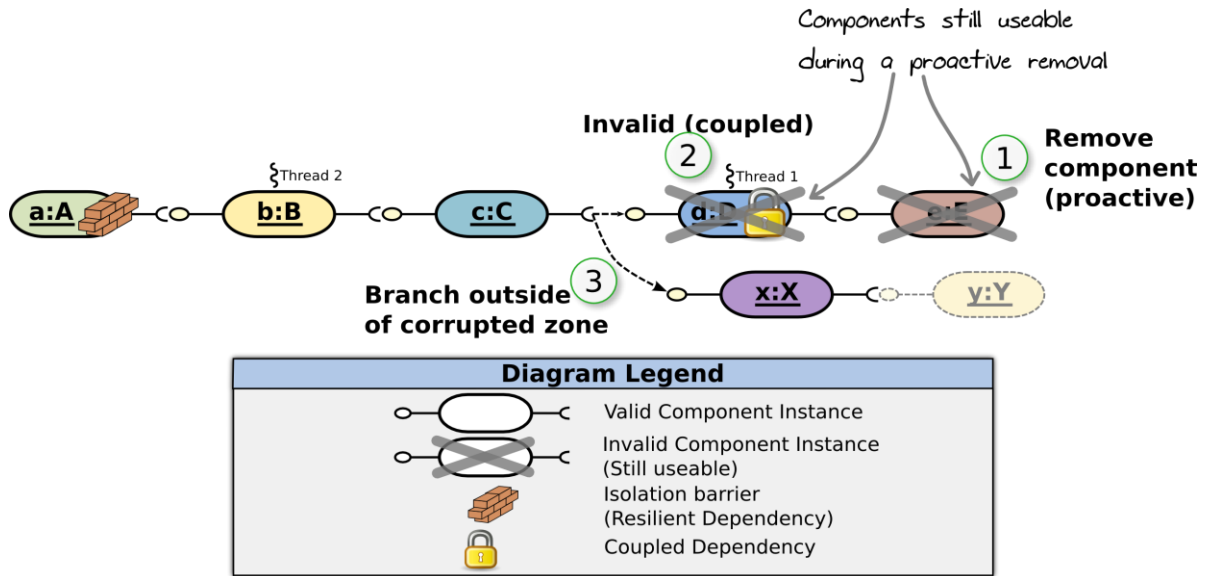 Components still useable
during a proactive removal
Invalid (coupled)
2
1
Remove
component
(proactive)
Thread 2
Thread 1
a:A
b:B
c:C
d:D
e:E
3
Branch outside
of corrupted zone
x:X
y:Y
Diagram Legend
Valid Component Instance
Invalid Component Instance
(Still useable)
Isolation barrier
(Resilient Dependency)
Coupled Dependency